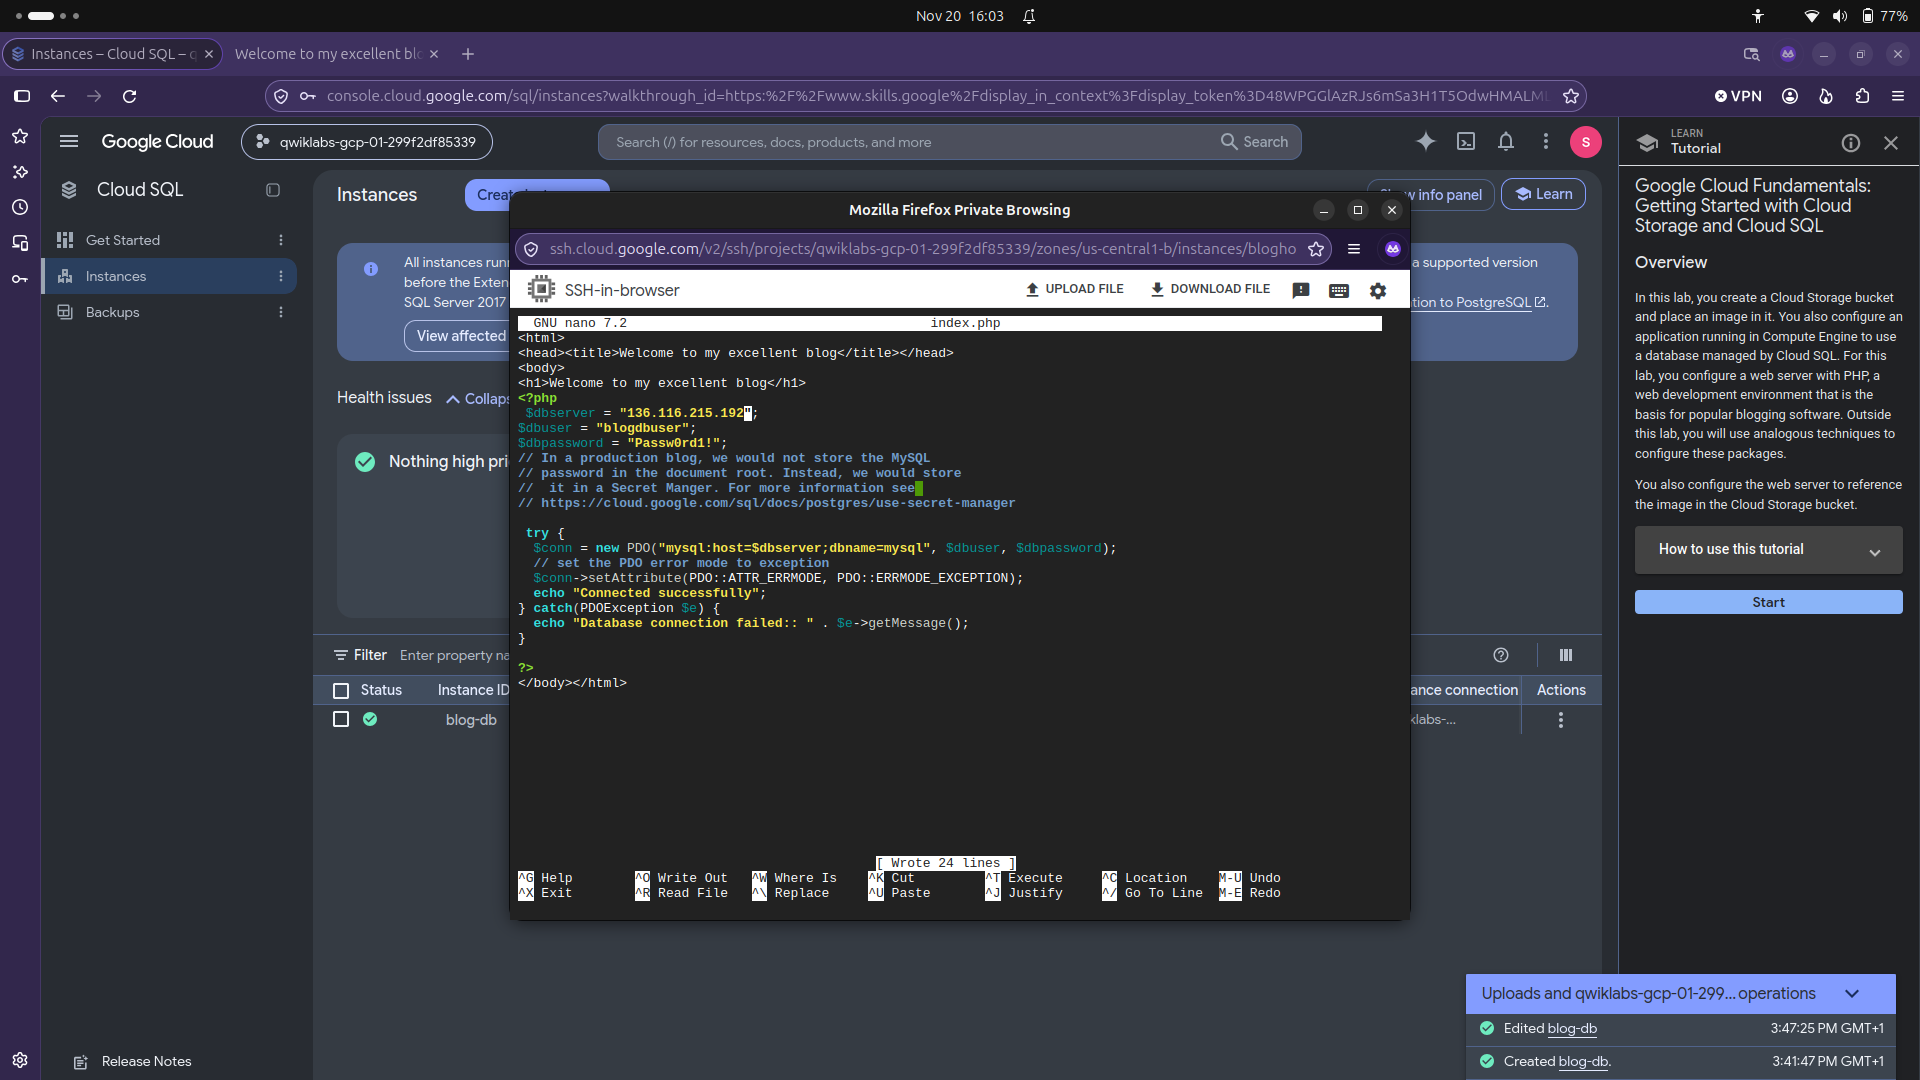 Nov 20 16:03
77%
Instances – Cloud SQL – q
Welcome to my excellent blo
console.cloud.google.com/sql/instances?walkthrough_id=https:%2F%2Fwww.skills.google%2Fdisplay_in_context%3Fdisplay_token%3D48WPGGlAzRJs6mSa3H1T5OdwHMALML
VPN
Google Cloud
qwiklabs-gcp-01-299f2df85339
Search (/) for resources, docs, products, and more
Search
S
LEARN
Tutorial
Cloud SQL
Get Started
Instances
Backups
Release Notes
Instances
Show info panel
Learn
All instances runn
before the Exten
SQL Server 2017
View affected
a supported version
tion to PostgreSQL.
Health issues
Collaps
Nothing high pri
Filter
Enter property na
Status
Instance ID
ance connection
Actions
blog-db
klabs-...
Mozilla Firefox Private Browsing
ssh.cloud.google.com/v2/ssh/projects/qwiklabs-gcp-01-299f2df85339/zones/us-central1-b/instances/blogho
SSH-in-browser
UPLOAD FILE
DOWNLOAD FILE
GNU nano 7.2
index.php
<html>
<head><title>Welcome to my excellent blog</title></head>
<body>
<h1>Welcome to my excellent blog</h1>
<?php
$dbserver = "136.116.215.192";
$dbuser = "blogdbuser";
$dbpassword = "Passw0rd1!";
// In a production blog, we would not store the MySQL
// password in the document root. Instead, we would store
//  it in a Secret Manger. For more information see
// https://cloud.google.com/sql/docs/postgres/use-secret-manager
try {
$conn = new PDO("mysql:host=$dbserver;dbname=mysql", $dbuser, $dbpassword);
// set the PDO error mode to exception
$conn->setAttribute(PDO::ATTR_ERRMODE, PDO::ERRMODE_EXCEPTION);
echo "Connected successfully";
} catch(PDOException $e) {
echo "Database connection failed:: " . $e->getMessage();
}
?>
</body></html>
[ Wrote 24 lines ]
^G Help ^O Write Out ^W Where Is ^K Cut ^T Execute ^C Location M-U Undo
^X Exit ^R Read File ^\ Replace ^U Paste ^J Justify ^/ Go To Line M-E Redo
Google Cloud Fundamentals:
Getting Started with Cloud
Storage and Cloud SQL
Overview
In this lab, you create a Cloud Storage bucket
and place an image in it. You also configure an
application running in Compute Engine to use
a database managed by Cloud SQL. For this
lab, you configure a web server with PHP, a
web development environment that is the
basis for popular blogging software. Outside
this lab, you will use analogous techniques to
configure these packages.
You also configure the web server to reference
the image in the Cloud Storage bucket.
How to use this tutorial
Start
Uploads and qwiklabs-gcp-01-299... operations
Edited blog-db
3:47:25 PM GMT+1
Created blog-db.
3:41:47 PM GMT+1